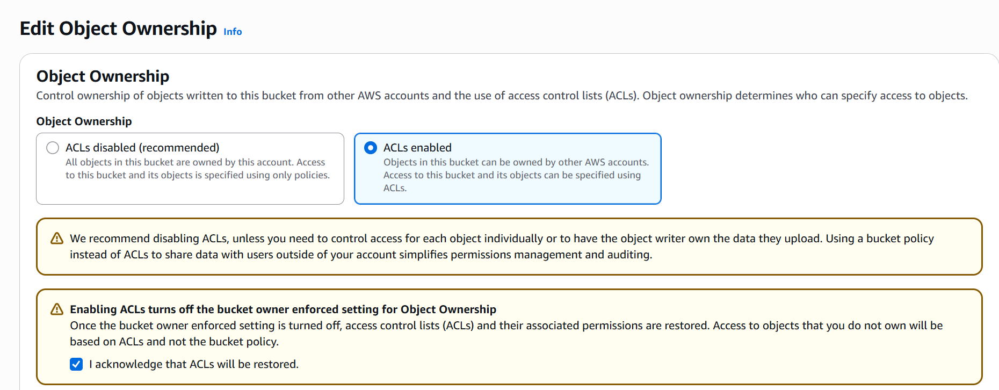 Edit Object Ownership Info
Object Ownership
Control ownership of objects written to this bucket from other AWS accounts and the use of access control lists (ACLs). Object ownership determines who can specify access to objects.
Object Ownership
ACLs disabled (recommended)
All objects in this bucket are owned by this account. Access
to this bucket and its objects is specified using only policies.
ACLs enabled
Objects in this bucket can be owned by other AWS accounts.
Access to this bucket and its objects can be specified using
ACLs.
We recommend disabling ACLs, unless you need to control access for each object individually or to have the object writer own the data they upload. Using a bucket policy
instead of ACLs to share data with users outside of your account simplifies permissions management and auditing.
Enabling ACLs turns off the bucket owner enforced setting for Object Ownership
Once the bucket owner enforced setting is turned off, access control lists (ACLs) and their associated permissions are restored. Access to objects that you do not own will be
based on ACLs and not the bucket policy.
I acknowledge that ACLs will be restored.